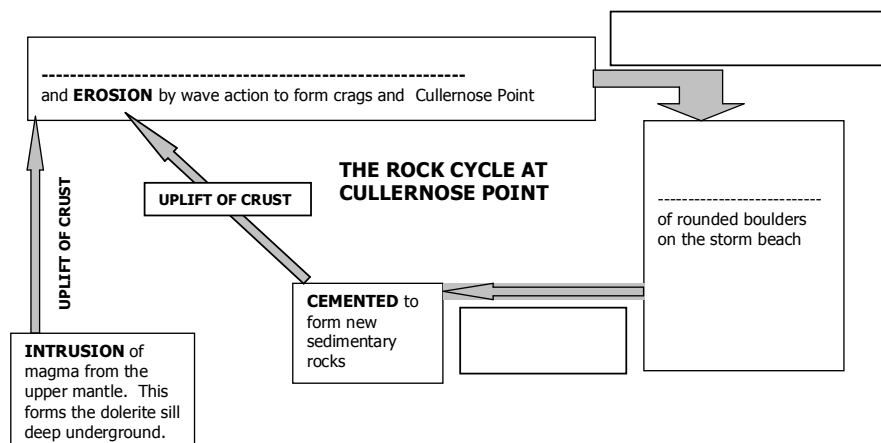 ------------------------------------------------------------
and EROSION by wave action to form crags and Cullernose Point
THE ROCK CYCLE AT
CULLERNOSE POINT
UPLIFT OF CRUST
UPLIFT OF CRUST
------------------------
of rounded boulders
on the storm beach
CEMENTED to
form new
sedimentary
rocks
INTRUSION of
magma from the
upper mantle. This
forms the dolerite sill
deep underground.